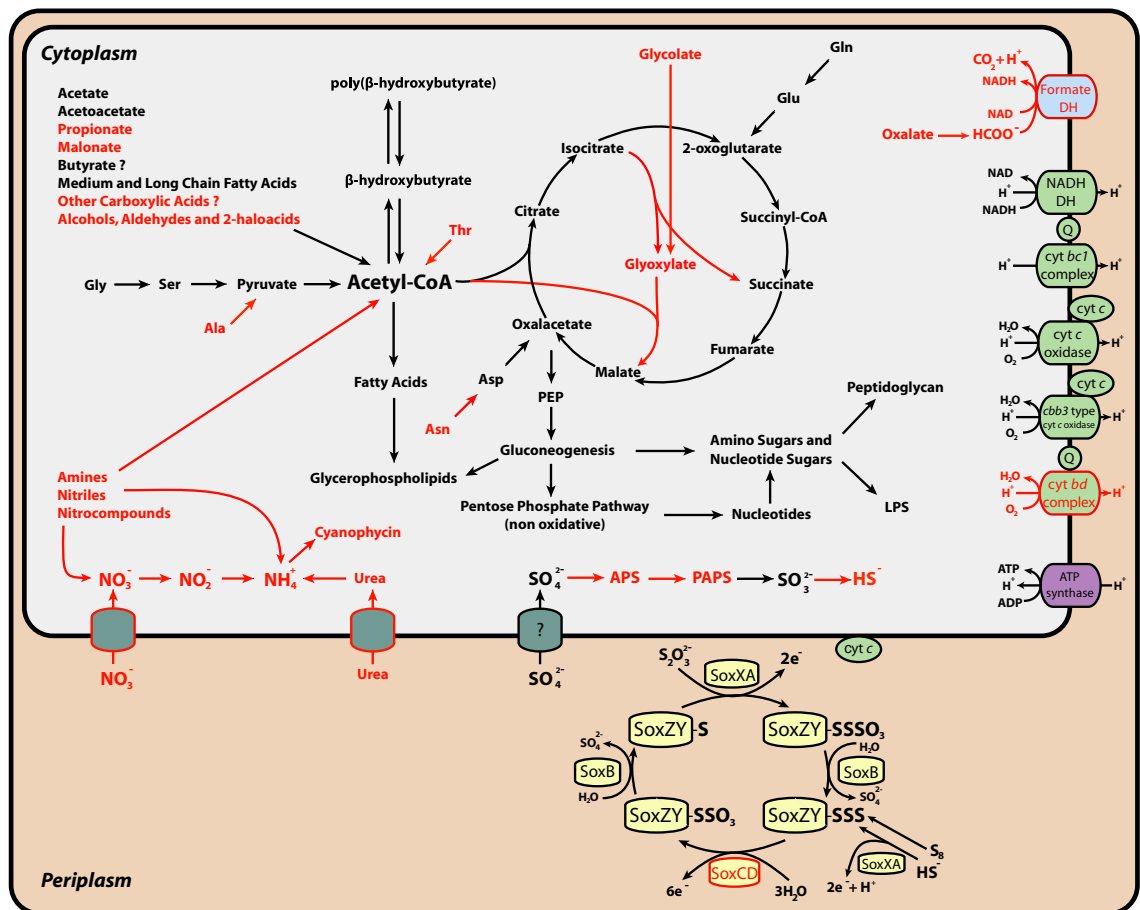 Cytoplasm
Acetate
Acetoacetate
Propionate
Malonate
Butyrate ?
Medium and Long Chain Fatty Acids
Other Carboxylic Acids ?
Alcohols, Aldehydes and 2-haloacids
poly(β-hydroxybutyrate)
β-hydroxybutyrate
Thr
Gly
Ser
Pyruvate
Acetyl-CoA
Ala
Fatty Acids
Glycerophospholipids
Glycolate
Gln
Glu
Isocitrate
2-oxoglutarate
Citrate
Succinyl-CoA
Glyoxylate
Succinate
Oxalacetate
Fumarate
Malate
Asp
Asn
PEP
Gluconeogenesis
Pentose Phosphate Pathway
(non oxidative)
Amino Sugars and
Nucleotide Sugars
Nucleotides
Peptidoglycan
LPS
CO₂ + H⁺
NADH
NAD
Oxalate
HCOO⁻
Formate
DH
NAD
H⁺
NADH
NADH
DH
H⁺
Q
H⁺
cyt bc1
complex
H⁺
cyt c
H₂O
H⁺
O₂
cyt c
oxidase
H⁺
cyt c
H₂O
H⁺
O₂
cbb3 type
cyt c oxidase
H⁺
Q
H₂O
H⁺
O₂
cyt bd
complex
H⁺
ATP
H⁺
ADP
ATP
synthase
H⁺
Amines
Nitriles
Nitrocompounds
Cyanophycin
NO₃⁻
NO₂⁻
NH₄⁺
Urea
SO₄²⁻
APS
PAPS
SO₃²⁻
HS⁻
?
NO₃⁻
Urea
SO₄²⁻
cyt c
S₂O₃²⁻
2e⁻
SoxXA
SoxZY-S
SoxZY-SSSO₃
SO₄²⁻
SoxB
H₂O
H₂O
SoxB
SO₄²⁻
SoxZY-SSO₃
SoxZY-SSS
S₈
SoxXA
HS⁻
2e⁻ + H⁺
SoxCD
6e⁻
3H₂O
Periplasm